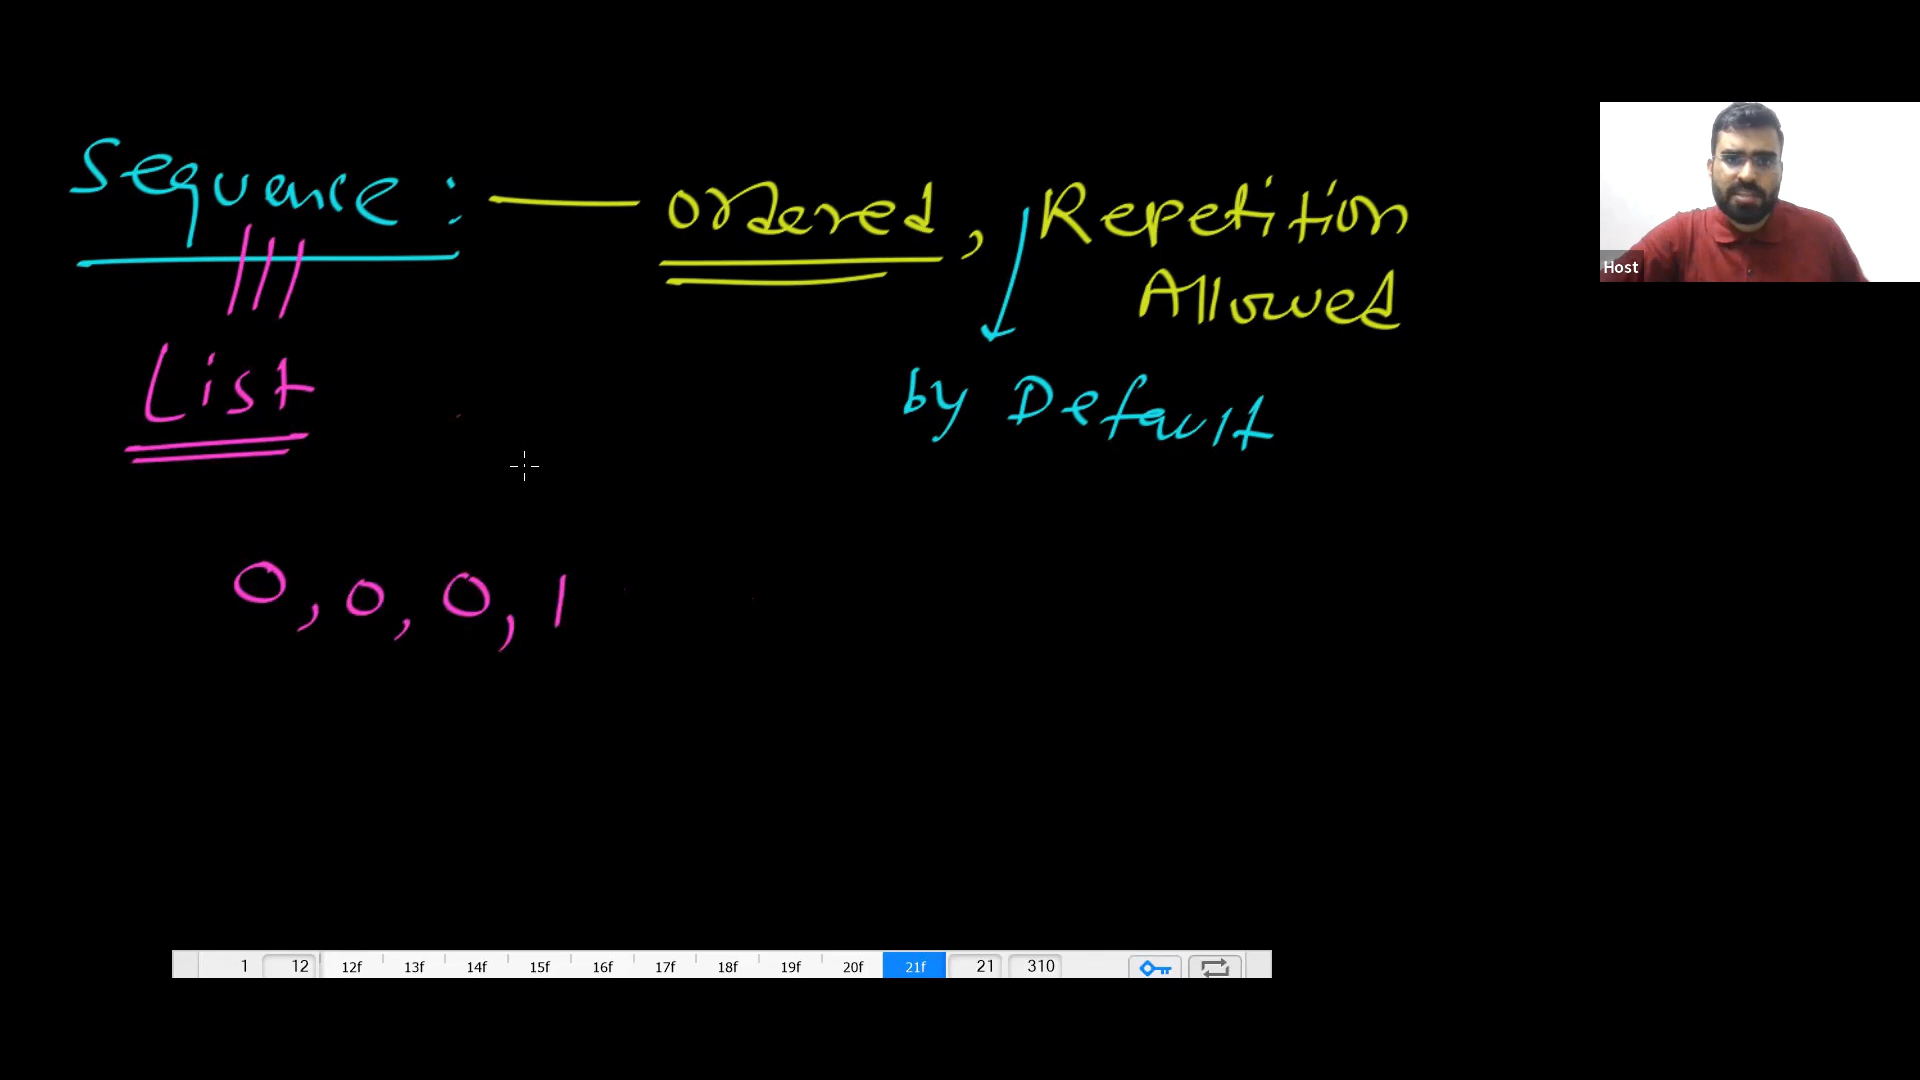 Sequence : — ordered, Repetition
Allowed
by Default
List
0, 0, 0, 1
Host
1 12 12f 13f 14f 15f 16f 17f 18f 19f 20f 21f 21 310